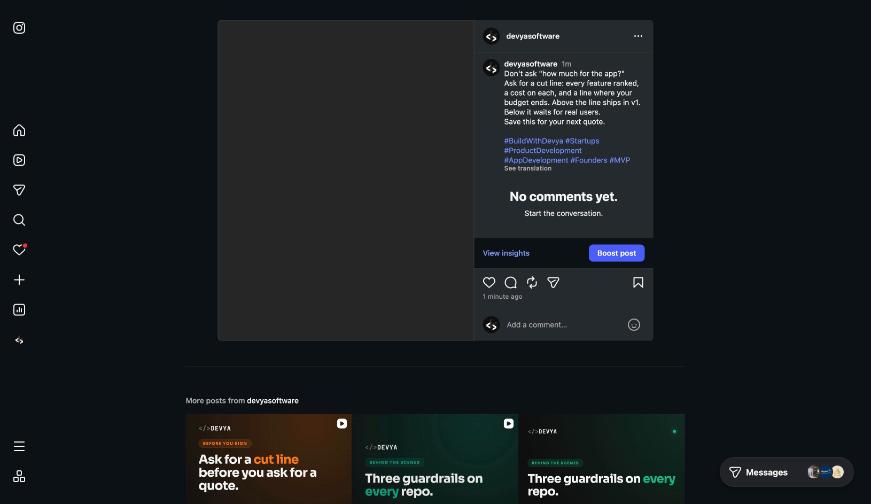 devyasoftware
devyasoftware 1m
Don't ask "how much for the app?"
Ask for a cut line: every feature ranked,
a cost on each, and a line where your
budget ends. Above the line ships in v1.
Below it waits for real users.
Save this for your next quote.
#BuildWithDevya #Startups
#ProductDevelopment
#AppDevelopment #Founders #MVP
See translation
No comments yet.
Start the conversation.
View insights
Boost post
1 minute ago
Add a comment...
More posts from devyasoftware
</>DEVYA
BEFORE YOU SIGN
Ask for a cut line
before you ask for a
quote.
</>DEVYA
BEHIND THE SCENES
Three guardrails on
every repo.
</>DEVYA
BEHIND THE SCENES
Three guardrails on every
repo.
Messages